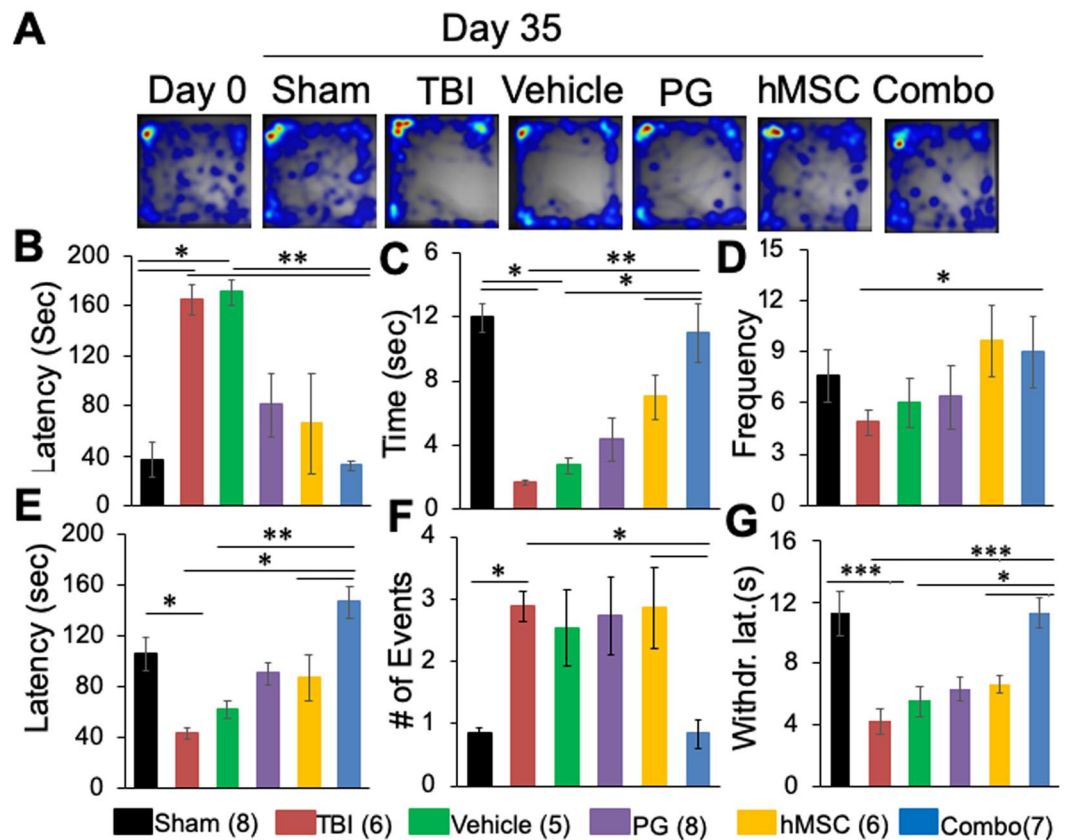 A
Day 35
Day 0 Sham TBI Vehicle PG hMSC Combo
B
Latency (Sec)
200
160
120
80
40
0
* **
C
Time (sec)
6
12
8
4
0
* ** *
D
Frequency
15
12
9
6
3
0
*
E
Latency (sec)
200
160
120
80
40
0
* ** *
F
# of Events
4
3
2
1
0
* *
G
Withdr. lat.(s)
16
12
8
4
0
*** *** *
Sham (8) TBI (6) Vehicle (5) PG (8) hMSC (6) Combo(7)